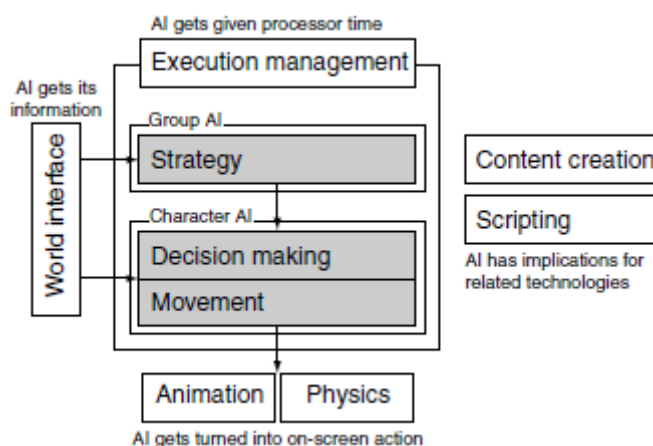 AI gets given processor time
Execution management
AI gets its
information
World interface
Group AI
Strategy
Character AI
Decision making
Movement
Animation
Physics
AI gets turned into on-screen action
Content creation
Scripting
AI has implications for
related technologies